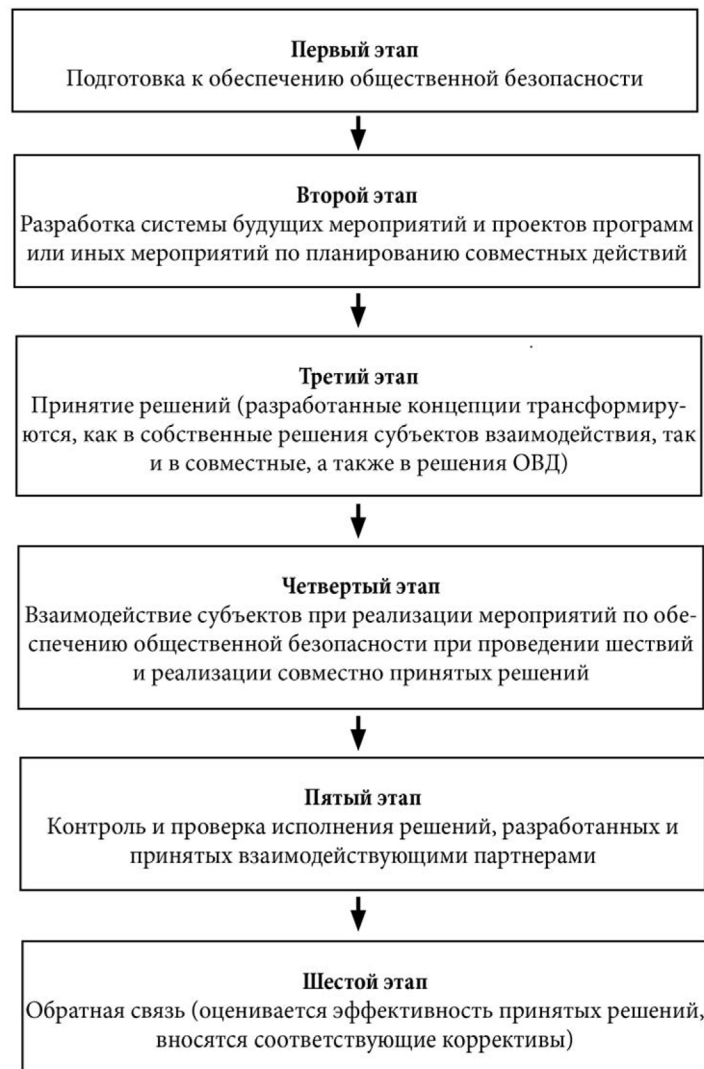 Первый этап
Подготовка к обеспечению общественной безопасности
Второй этап
Разработка системы будущих мероприятий и проектов программ
или иных мероприятий по планированию совместных действий
Третий этап
Принятие решений (разработанные концепции трансформиру-
ются, как в собственные решения субъектов взаимодействия, так
и в совместные, а также в решения ОВД)
Четвертый этап
Взаимодействие субъектов при реализации мероприятий по обе-
спечению общественной безопасности при проведении шествий
и реализации совместно принятых решений
Пятый этап
Контроль и проверка исполнения решений, разработанных и
принятых взаимодействующими партнерами
Шестой этап
Обратная связь (оценивается эффективность принятых решений,
вносятся соответствующие коррективы)